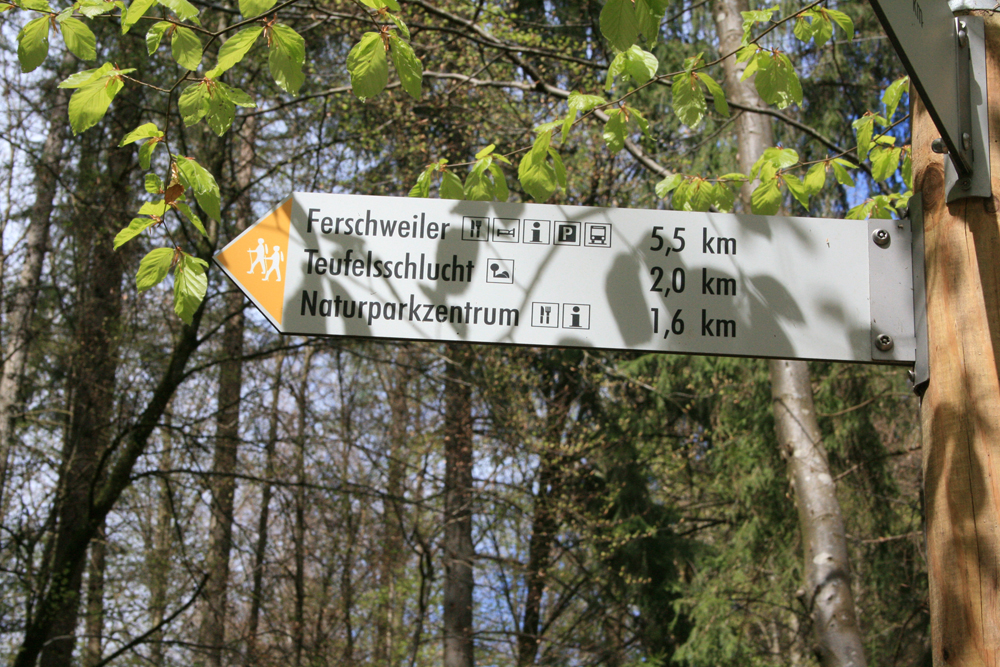 Ferschweiler i P 5,5 km
Teufelsschlucht 2,0 km
Naturparkzentrum i 1,6 km